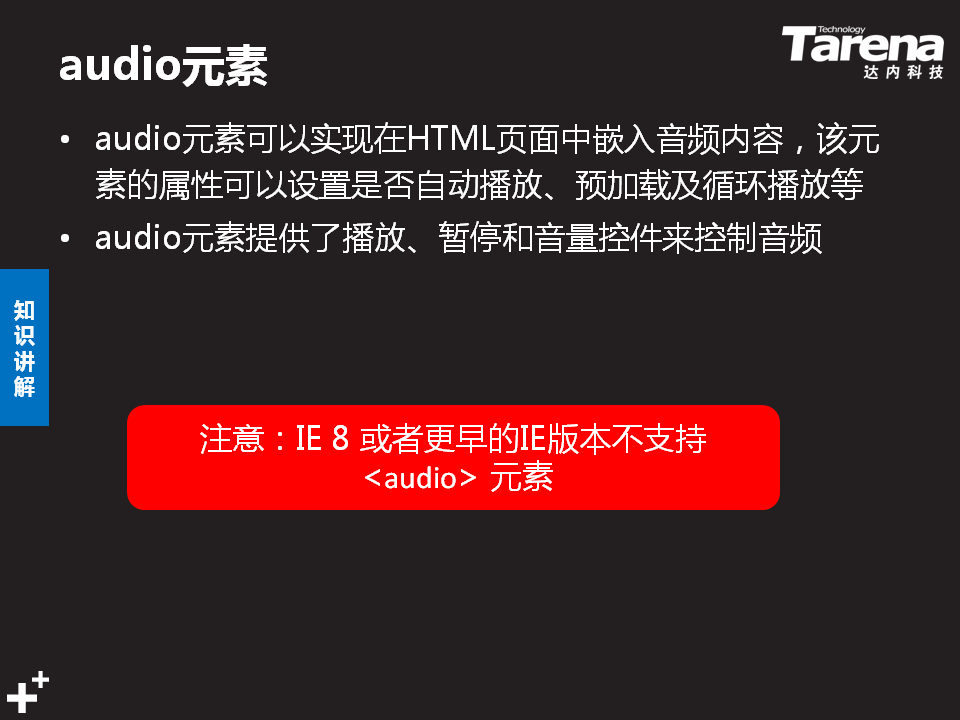 Technology
Tarena
达内科技
audio元素
• audio元素可以实现在HTML页面中嵌入音频内容，该元
素的属性可以设置是否自动播放、预加载及循环播放等
• audio元素提供了播放、暂停和音量控件来控制音频
知
识
讲
解
注意：IE 8 或者更早的IE版本不支持
<audio> 元素